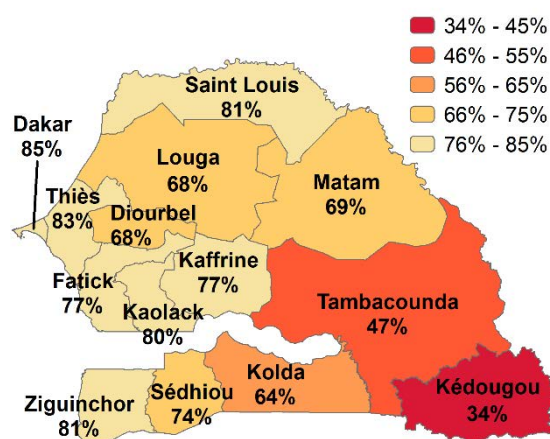 34% - 45%
46% - 55%
56% - 65%
66% - 75%
76% - 85%
Saint Louis
81%
Dakar
85%
Louga
68%
Matam
69%
Thiès
83%
Diourbel
68%
Kaffrine
77%
Fatick
77%
Kaolack
80%
Tambacounda
47%
Kolda
64%
Sédhiou
74%
Ziguinchor
81%
Kédougou
34%